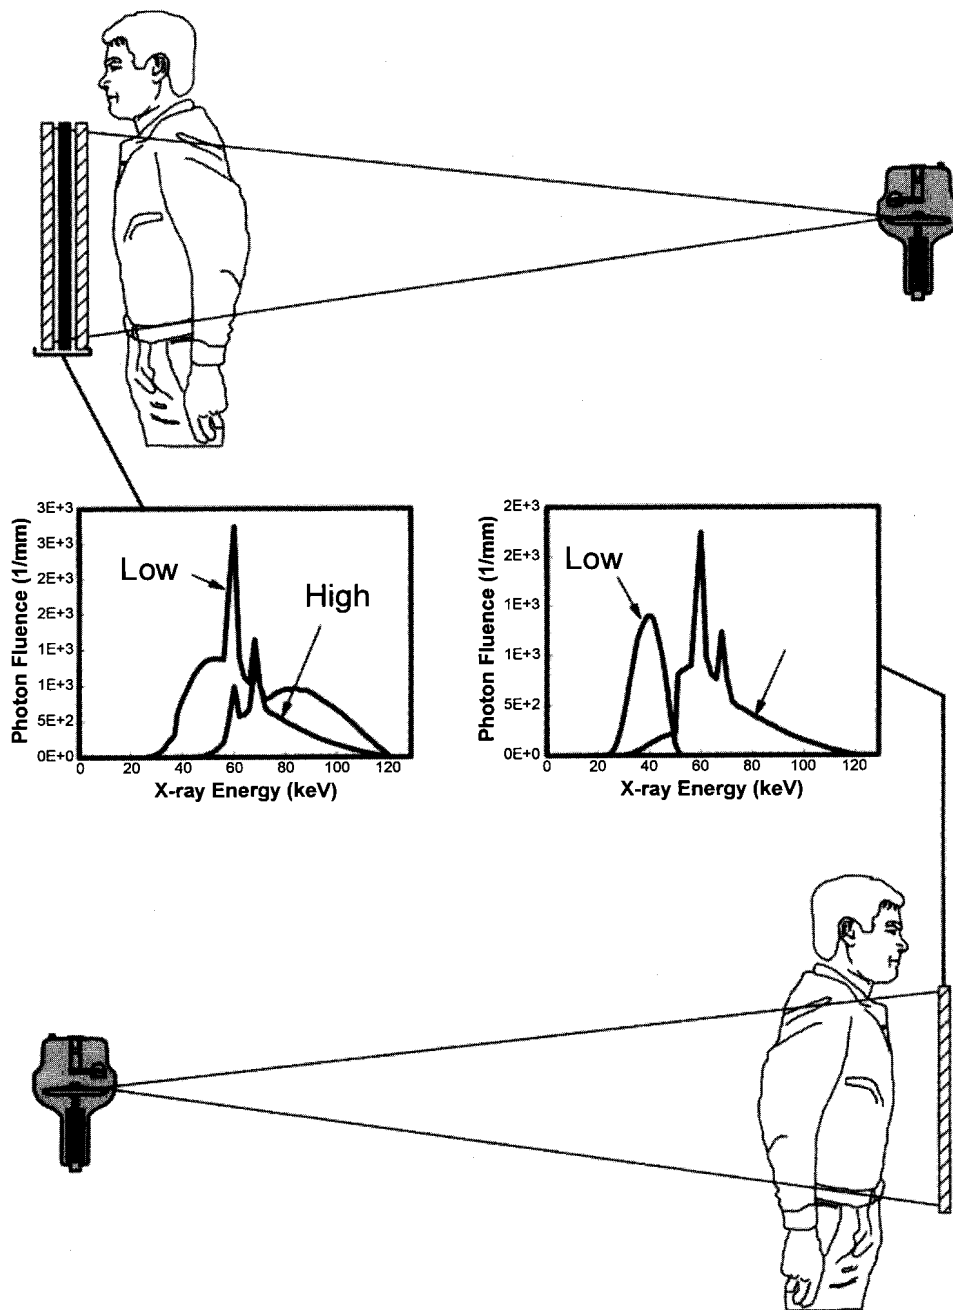 3E+3
3E+3
2E+3
2E+3
1E+3
1E+3
5E+2
0E+0
Photon Fluence (1/mm)
Low
High
0 20 40 60 80 100 120
X-ray Energy (keV)
2E+3
2E+3
1E+3
1E+3
5E+2
0E+0
Photon Fluence (1/mm)
Low
0 20 40 60 80 100 120
X-ray Energy (keV)